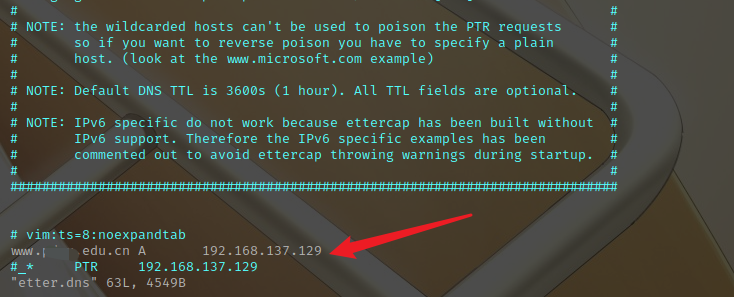 #                                                                          #
# NOTE: the wildcarded hosts can't be used to poison the PTR requests      #
#       so if you want to reverse poison you have to specify a plain       #
#       host. (look at the www.microsoft.com example)                      #
#                                                                          #
# NOTE: Default DNS TTL is 3600s (1 hour). All TTL fields are optional.    #
#                                                                          #
# NOTE: IPv6 specific do not work because ettercap has been built without  #
#       IPv6 support. Therefore the IPv6 specific examples has been        #
#       commented out to avoid ettercap throwing warnings during startup.  #
#                                                                          #
############################################################################
# vim:ts=8:noexpandtab
www. .edu.cn A       192.168.137.129
#_*     PTR     192.168.137.129
"etter.dns" 63L, 4549B